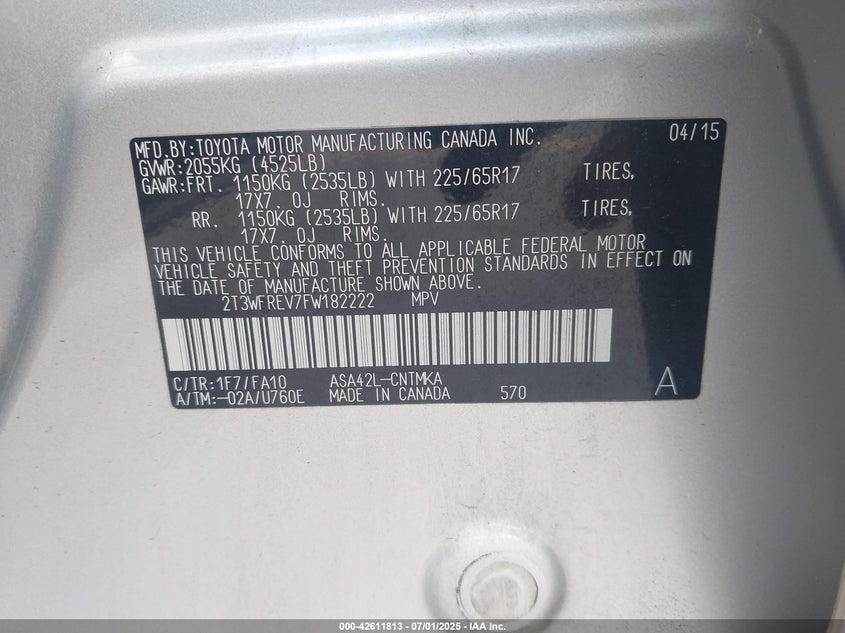 MFD.BY:TOYOTA MOTOR MANUFACTURING CANADA INC. 04/15
GVWR:2055KG (4525LB)
GAWR:FRT. 1150KG (2535LB) WITH 225/65R17 TIRES,
17X7. 0J RIMS.
RR. 1150KG (2535LB) WITH 225/65R17 TIRES,
17X7. 0J RIMS.
THIS VEHICLE CONFORMS TO ALL APPLICABLE FEDERAL MOTOR
VEHICLE SAFETY AND THEFT PREVENTION STANDARDS IN EFFECT ON
THE DATE OF MANUFACTURE SHOWN ABOVE.
2T3WFREV7FW182222 MPV
C/TR:1F7/FA10 ASA42L-CNTMKA
A/TM:-02A/U760E MADE IN CANADA 570 A
000-42611813 - 07/01/2025 - IAA Inc.